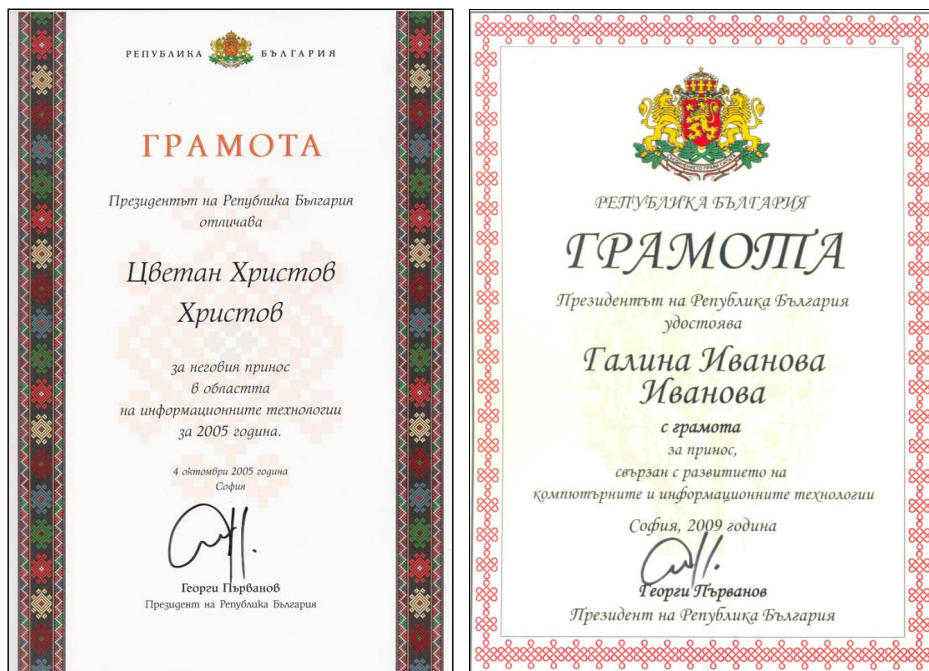 РЕПУБЛИКА БЪЛГАРИЯ
ГРАМОТА
Президентът на Република България
отличава
Цветан Христов
Христов
за неговия принос
в областта
на информационните технологии
за 2005 година.
4 октомври 2005 година
София
Георги Първанов
Президент на Република България
РЕПУБЛИКА БЪЛГАРИЯ
ГРАМОТА
Президентът на Република България
удостоява
Галина Иванова
Иванова
с грамота
за принос,
свързан с развитието на
компютърните и информационните технологии
София, 2009 година
Георги Първанов
Президент на Република България